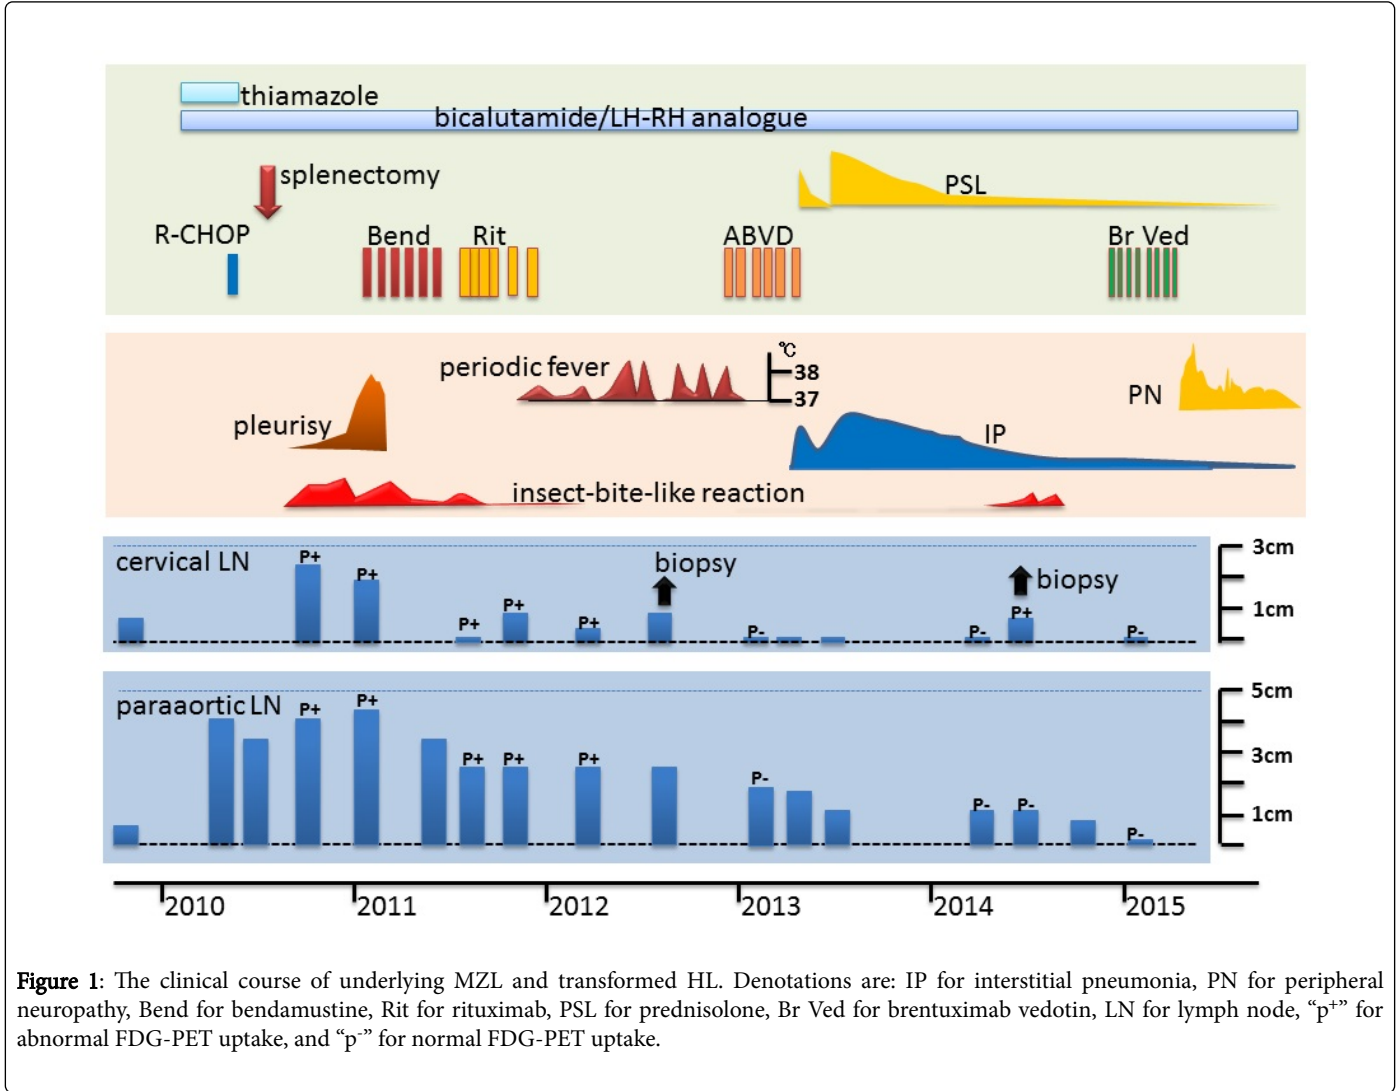 thiamazole
bicalutamide/LH-RH analogue
splenectomy
PSL
R-CHOP
Bend
Rit
ABVD
Br Ved
periodic fever
℃
38
37
pleurisy
PN
IP
insect-bite-like reaction
cervical LN
P+
P+
P+
P+
P+
biopsy
P-
P-
P+
biopsy
P-
3cm
1cm
paraaortic LN
P+
P+
P+
P+
P+
P-
P-
P-
P-
5cm
3cm
1cm
2010 2011 2012 2013 2014 2015
Figure 1: The clinical course of underlying MZL and transformed HL. Denotations are: IP for interstitial pneumonia, PN for peripheral
neuropathy, Bend for bendamustine, Rit for rituximab, PSL for prednisolone, Br Ved for brentuximab vedotin, LN for lymph node, “p⁺” for
abnormal FDG-PET uptake, and “p⁻” for normal FDG-PET uptake.